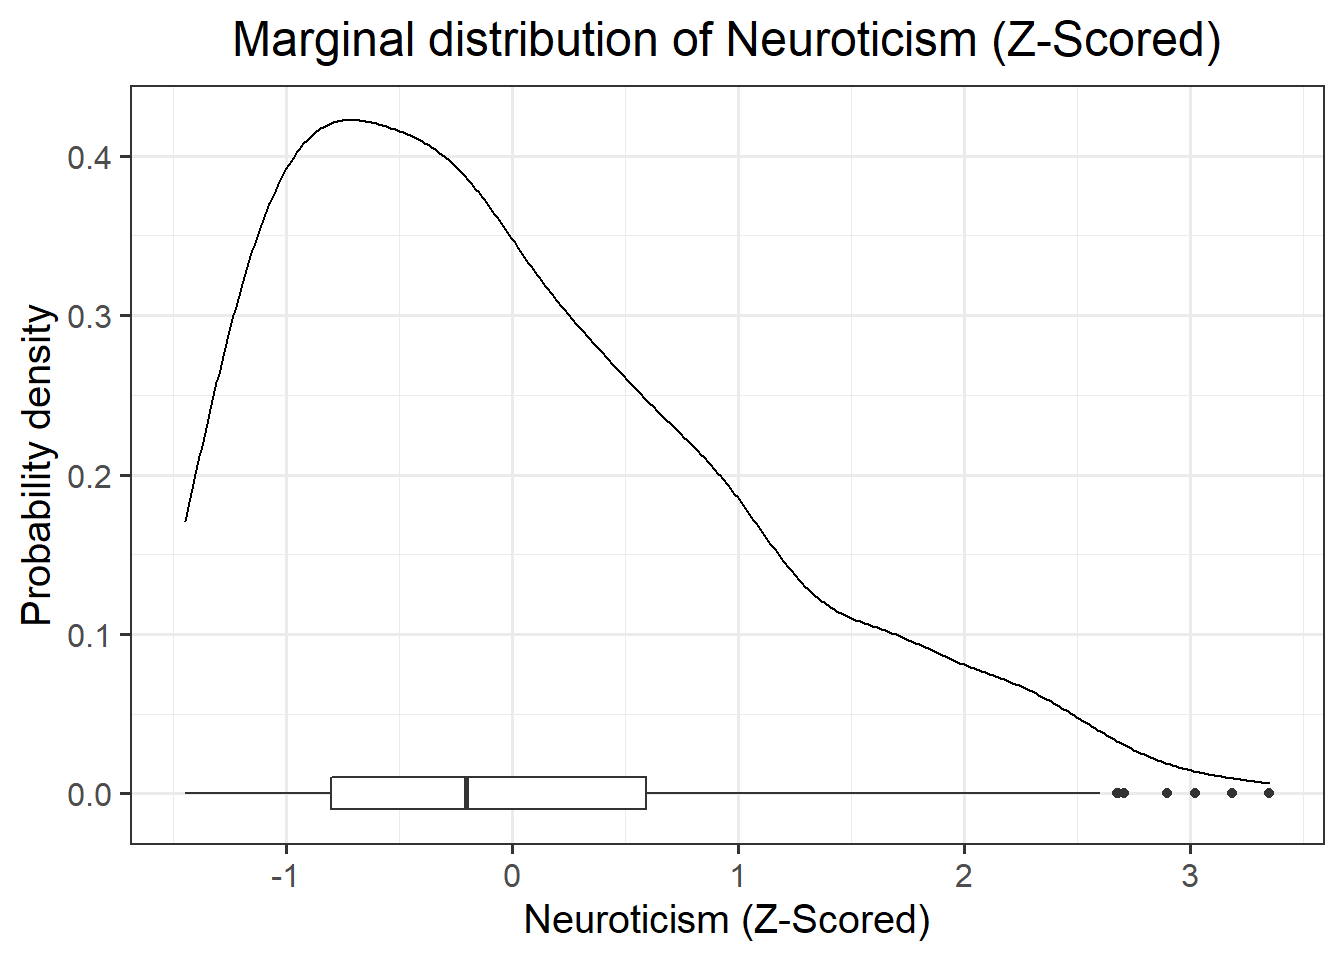 Marginal distribution of Neuroticism (Z-Scored)
Probability density
0.4
0.3
0.2
0.1
0.0
-1 0 1 2 3
Neuroticism (Z-Scored)